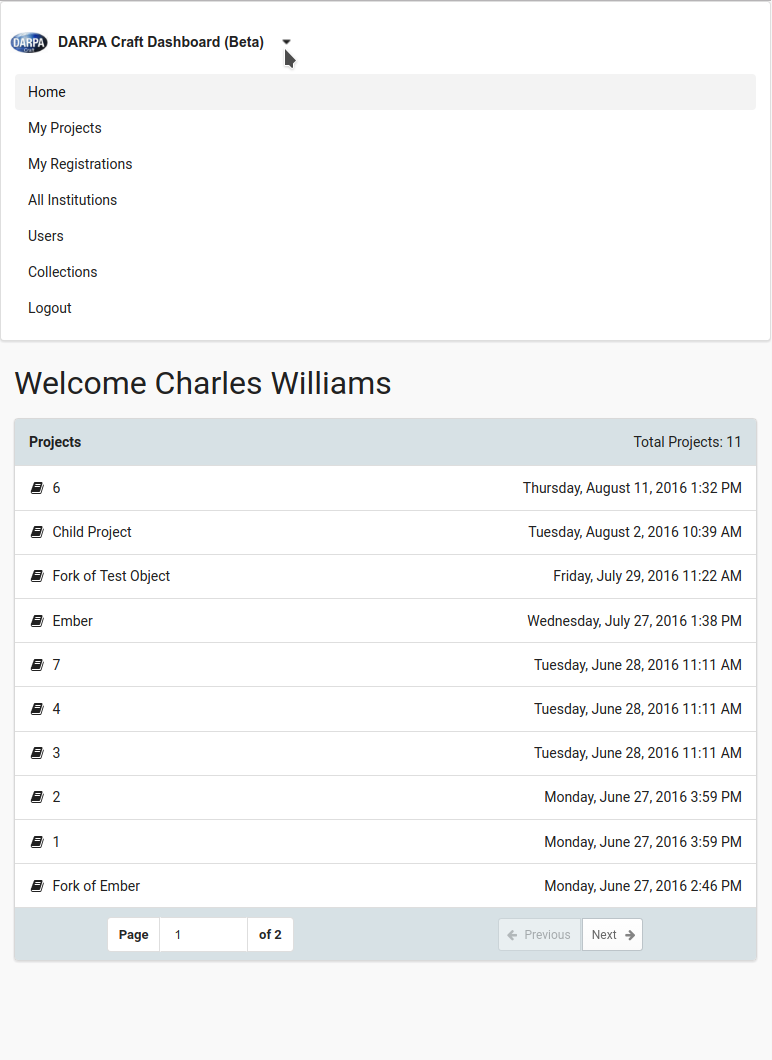 DARPA
Craft
DARPA Craft Dashboard (Beta)
Home
My Projects
My Registrations
All Institutions
Users
Collections
Logout
Welcome Charles Williams
Projects Total Projects: 11
6 Thursday, August 11, 2016 1:32 PM
Child Project Tuesday, August 2, 2016 10:39 AM
Fork of Test Object Friday, July 29, 2016 11:22 AM
Ember Wednesday, July 27, 2016 1:38 PM
7 Tuesday, June 28, 2016 11:11 AM
4 Tuesday, June 28, 2016 11:11 AM
3 Tuesday, June 28, 2016 11:11 AM
2 Monday, June 27, 2016 3:59 PM
1 Monday, June 27, 2016 3:59 PM
Fork of Ember Monday, June 27, 2016 2:46 PM
Page 1 of 2 Previous Next